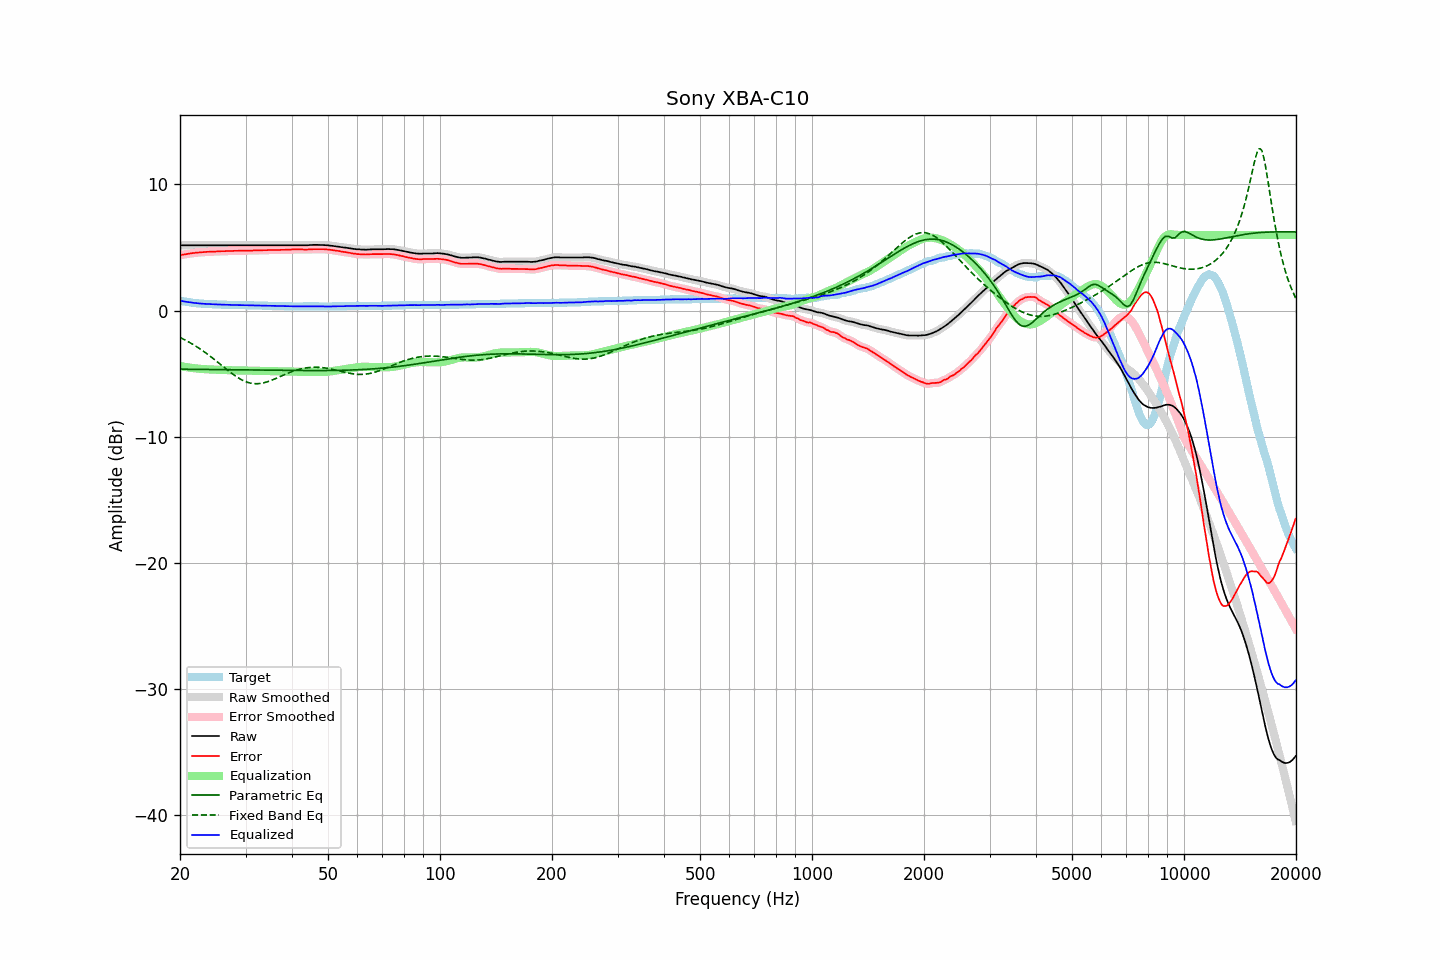 Sony XBA-C10
Amplitude (dBr)
10
0
−10
−20
−30
−40
Target
Raw Smoothed
Error Smoothed
Raw
Error
Equalization
Parametric Eq
Fixed Band Eq
Equalized
20
50
100
200
500
1000
2000
5000
10000
20000
Frequency (Hz)